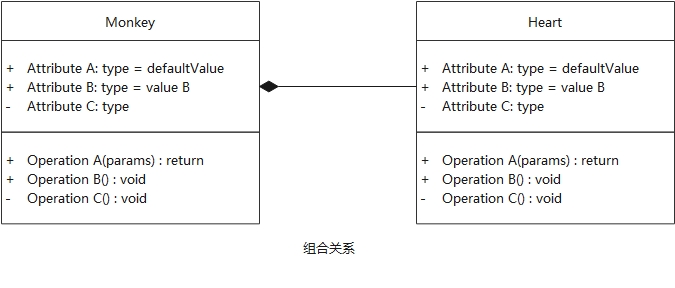 Monkey
+ Attribute A: type = defaultValue
+ Attribute B: type = value B
- Attribute C: type
+ Operation A(params) : return
+ Operation B() : void
- Operation C() : void
Heart
+ Attribute A: type = defaultValue
+ Attribute B: type = value B
- Attribute C: type
+ Operation A(params) : return
+ Operation B() : void
- Operation C() : void
组合关系